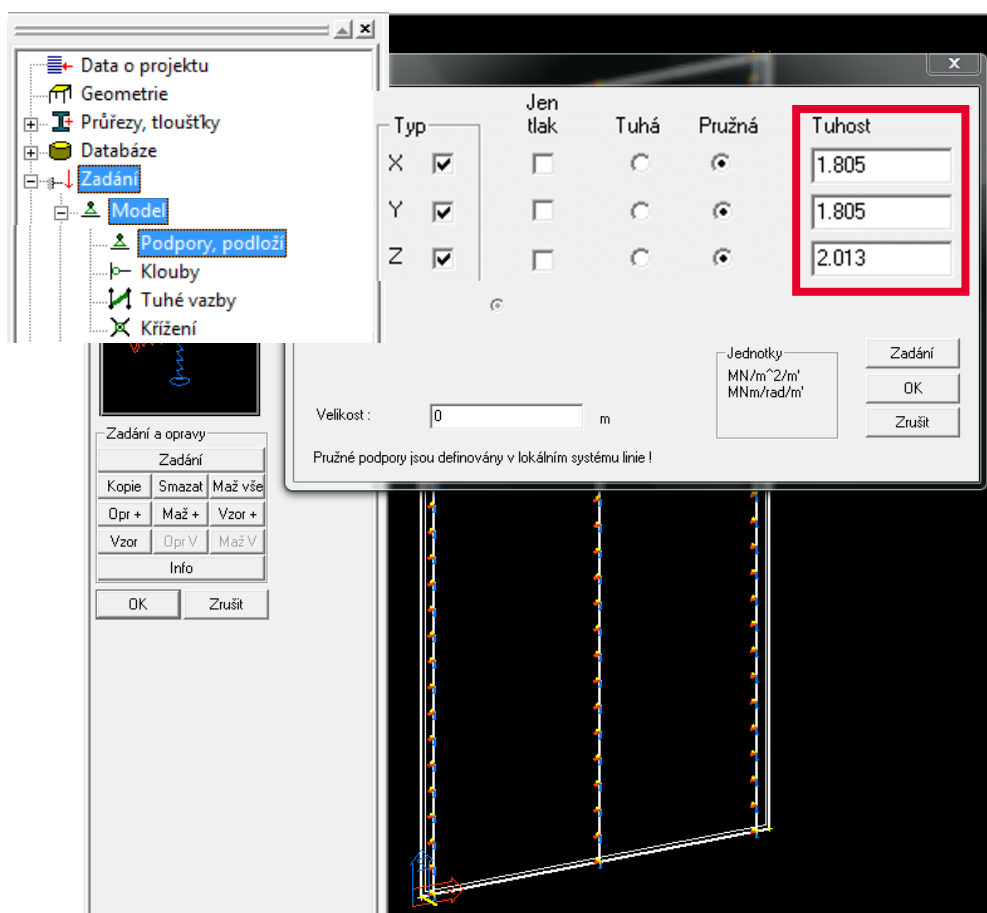 Data o projektu
Geometrie
Průřezy, tloušťky
Databáze
Zadání
Model
Podpory, podloží
Klouby
Tuhé vazby
Křížení
Typ Jen tlak Tuhá Pružná Tuhost
X 1.805
Y 1.805
Z 2.013
Velikost : 0 m
Jednotky
MN/m^2/m'
MNm/rad/m'
Zadání
OK
Zrušit
Pružné podpory jsou definovány v lokálním systému linie !
Zadání a opravy
Zadání
Kopie Smazat Maž vše
Opr + Maž + Vzor +
Vzor Opr V Maž V
Info
OK Zrušit